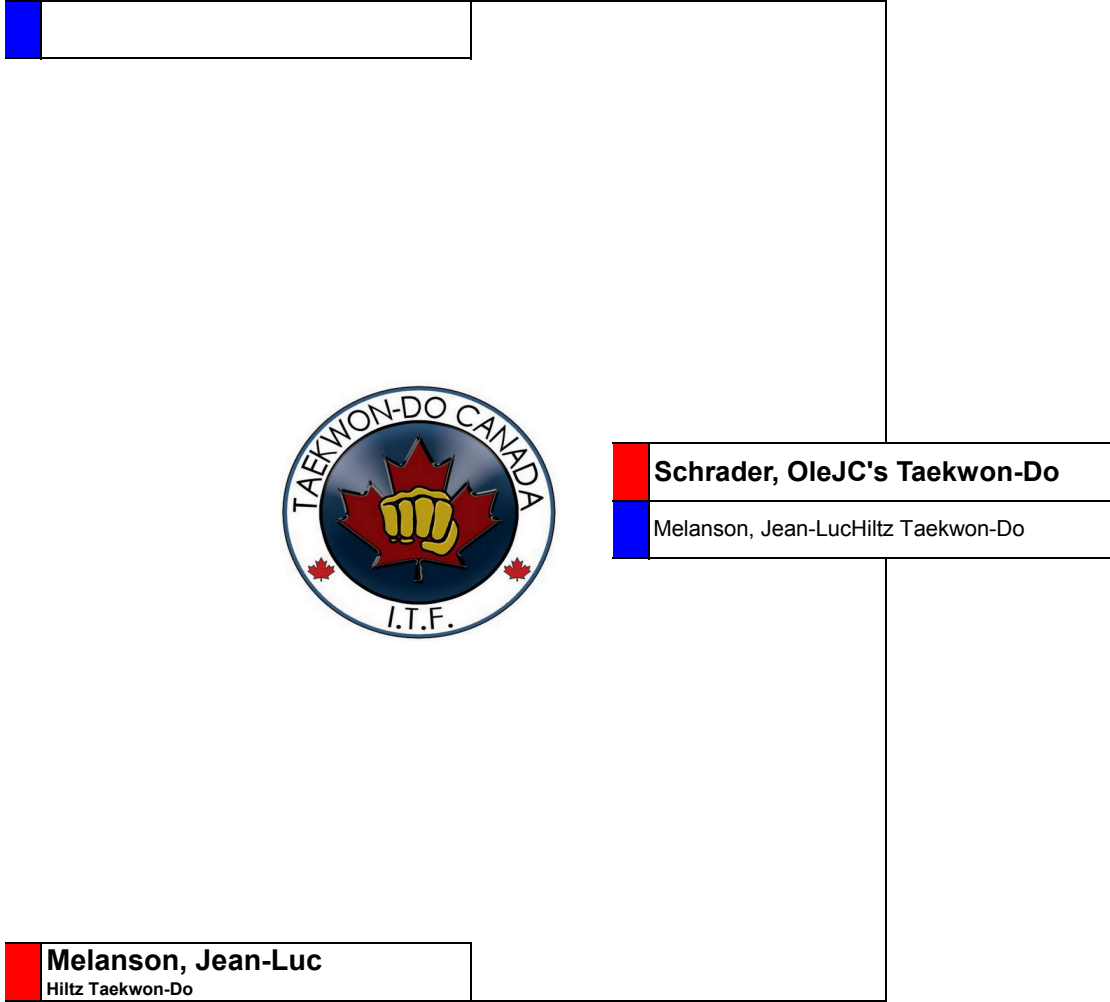 TAEKWON-DO CANADA
I.T.F.
Schrader, OleJC's Taekwon-Do
Melanson, Jean-LucHiltz Taekwon-Do
Melanson, Jean-Luc
Hiltz Taekwon-Do